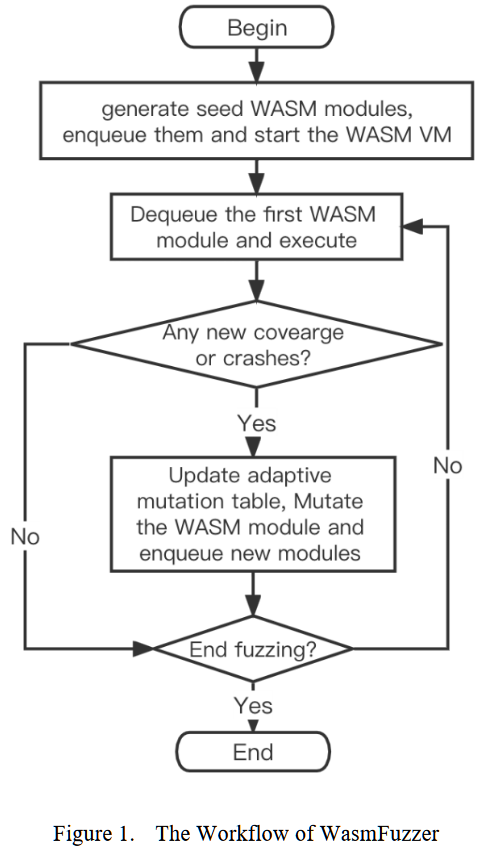 Begin
generate seed WASM modules,
enqueue them and start the WASM VM
Dequeue the first WASM
module and execute
Any new covearge
or crashes?
Yes
No
Update adaptive
mutation table, Mutate
the WASM module and
enqueue new modules
No
End fuzzing?
Yes
End
Figure 1. The Workflow of WasmFuzzer